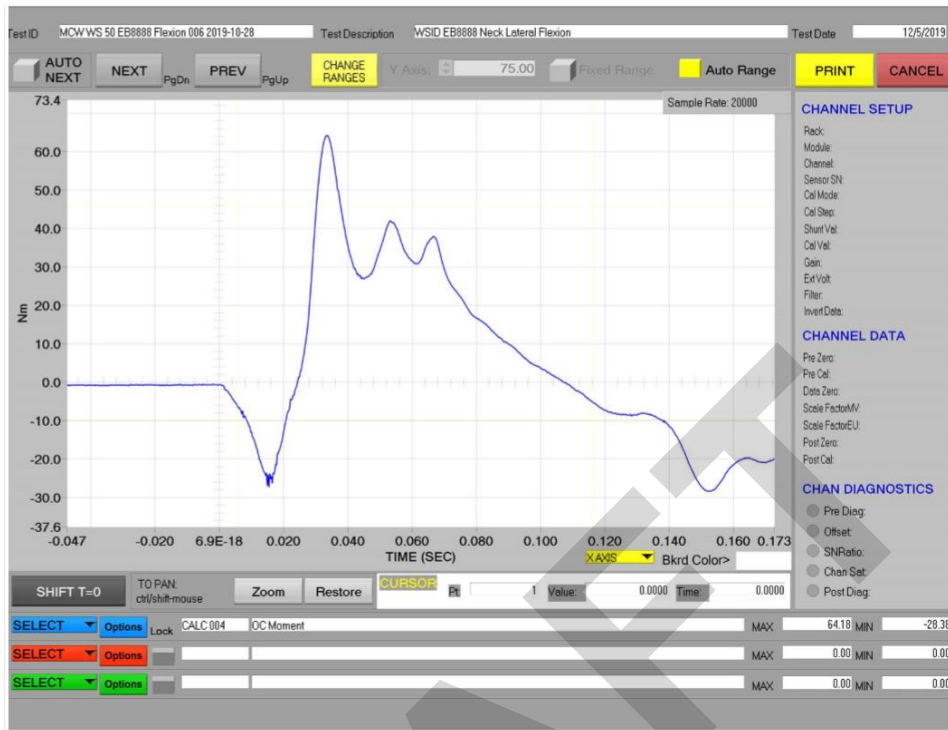 Test ID MCW WS 50 EB8888 Flexion 006 2019-10-28 Test Description WSID EB8888 Neck Lateral Flexion Test Date 12/5/2019
AUTO NEXT NEXT PgDn PREV PgUp CHANGE RANGES Y Axis: 75.00 Fixed Range Auto Range PRINT CANCEL
Sample Rate: 20000
73.4
60.0
50.0
40.0
30.0
20.0
10.0
0.0
-10.0
-20.0
-30.0
-37.6
Nm
-0.047 -0.020 6.9E-18 0.020 0.040 0.060 0.080 0.100 0.120 0.140 0.160 0.173
TIME (SEC) X AXIS Bkrd Color>
CHANNEL SETUP
Rack:
Module:
Channel:
Sensor SN:
Cal Mode:
Cal Step:
Shunt Val:
Cal Val:
Gain:
Ext Volt:
Filter:
Invert Data:
CHANNEL DATA
Pre Zero:
Pre Cal:
Data Zero:
Scale FactorMV:
Scale FactorEU:
Post Zero:
Post Cal:
CHAN DIAGNOSTICS
Pre Diag:
Offset:
SNRatio:
Chan Sat:
Post Diag:
SHIFT T=0 TO PAN: ctrl/shift-mouse Zoom Restore CURSOR Pt 1 Value: 0.0000 Time: 0.0000
SELECT Options Lock CALC 004 OC Moment MAX 64.18 MIN -28.38
SELECT Options MAX 0.00 MIN 0.00
SELECT Options MAX 0.00 MIN 0.00